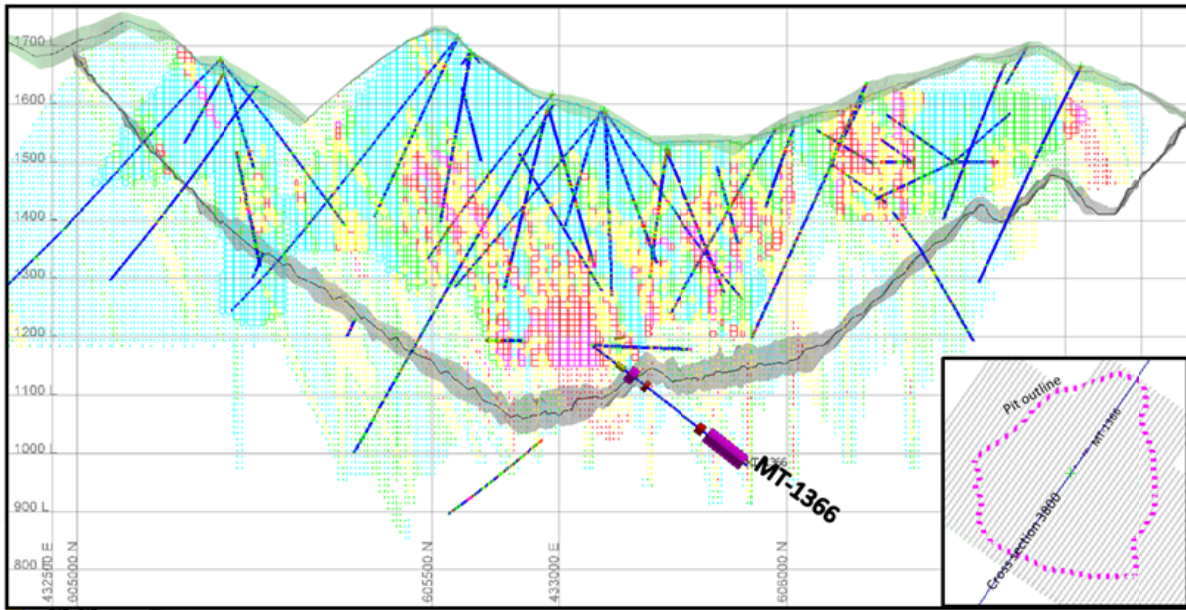 1700 L
1600 L
1500 L
1400 L
1300 L
1200 L
1100 L
1000 L
900 L
800 L
432500 E
605000 N
605500 N
433000 E
606000 N
MT-1366
Pit outline
MT-1366
Cross section 3800